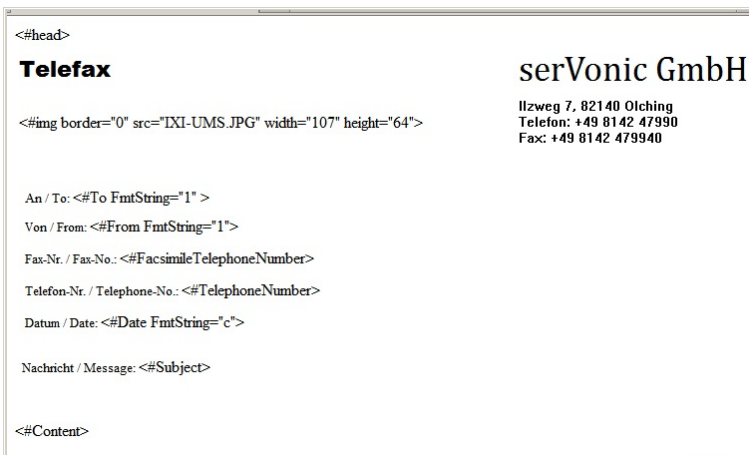 <#head>
Telefax
serVonic GmbH
Ilzweg 7, 82140 Olching
Telefon: +49 8142 47990
Fax: +49 8142 479940
<#img border="0" src="IXI-UMS.JPG" width="107" height="64">
An / To: <#To FmtString="1" >
Von / From: <#From FmtString="1">
Fax-Nr. / Fax-No.: <#FacsimileTelephoneNumber>
Telefon-Nr. / Telephone-No.: <#TelephoneNumber>
Datum / Date: <#Date FmtString="c">
Nachricht / Message: <#Subject>
<#Content>